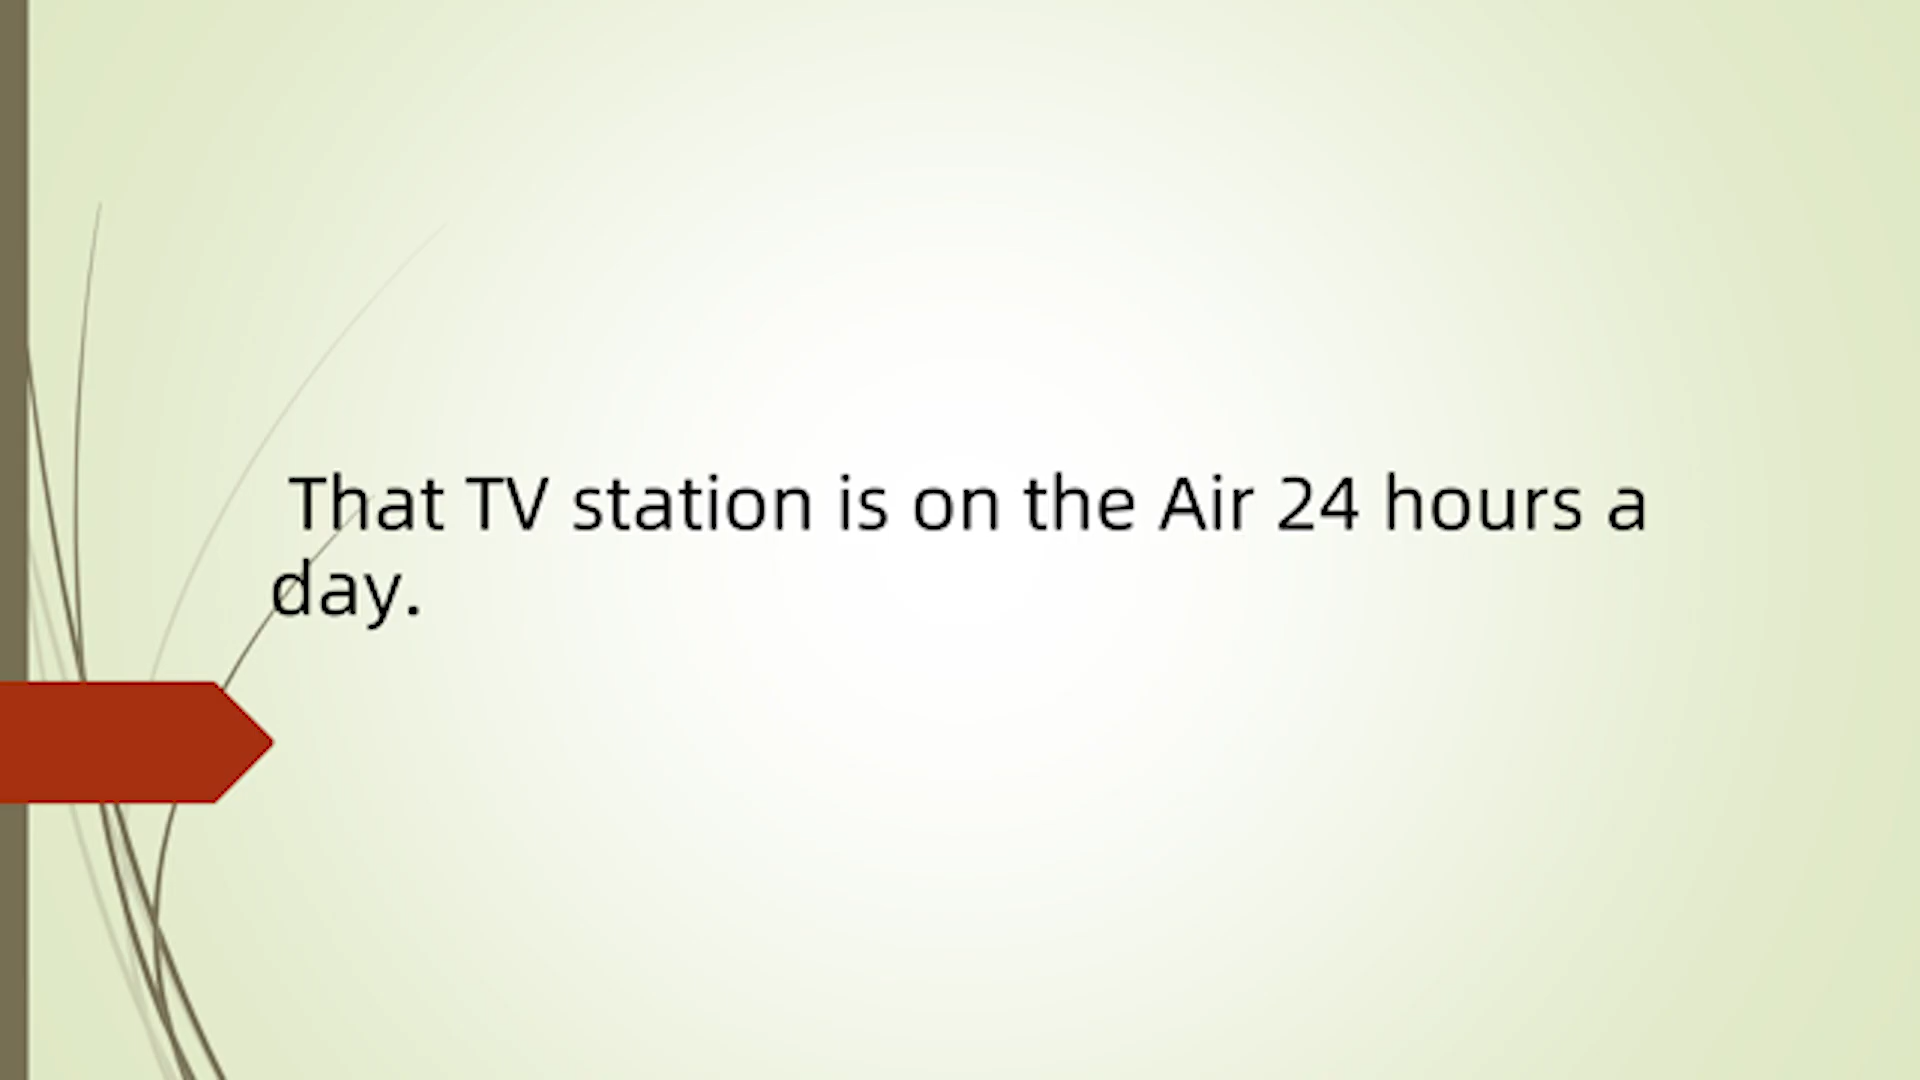 That TV station is on the Air 24 hours a
day.